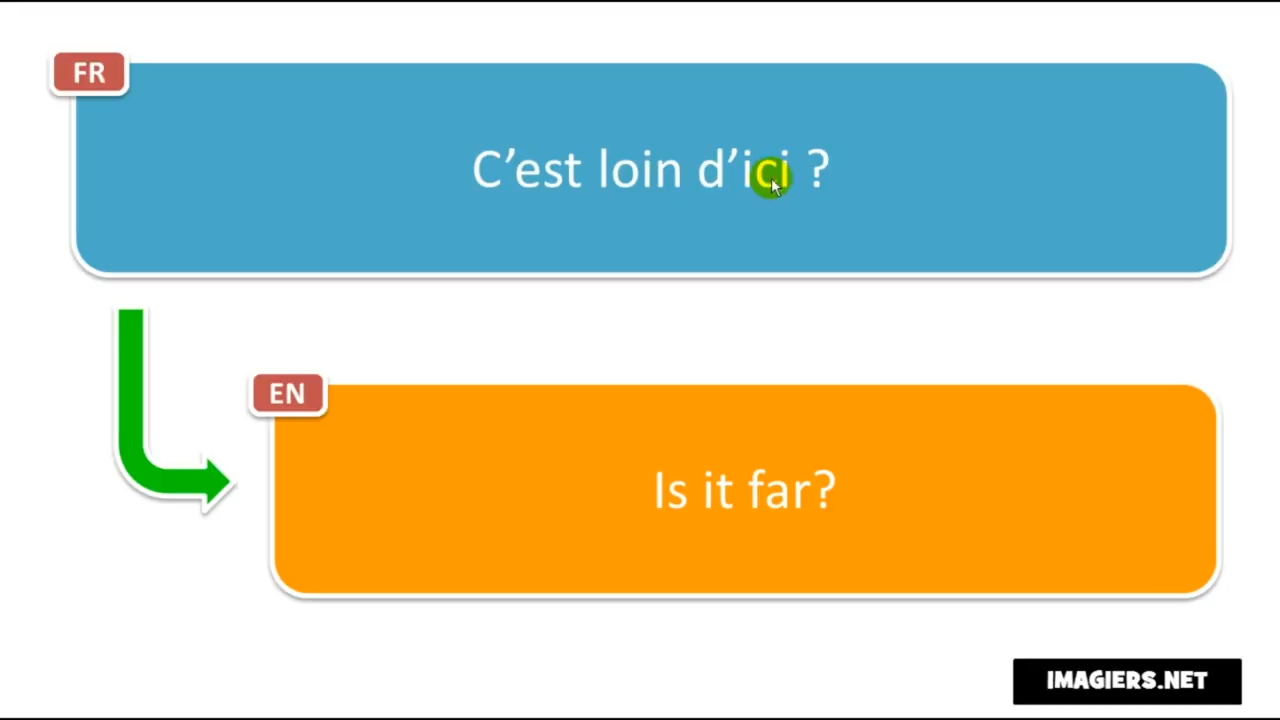 FR
C’est loin d’ici ?
EN
Is it far?
IMAGIERS.NET